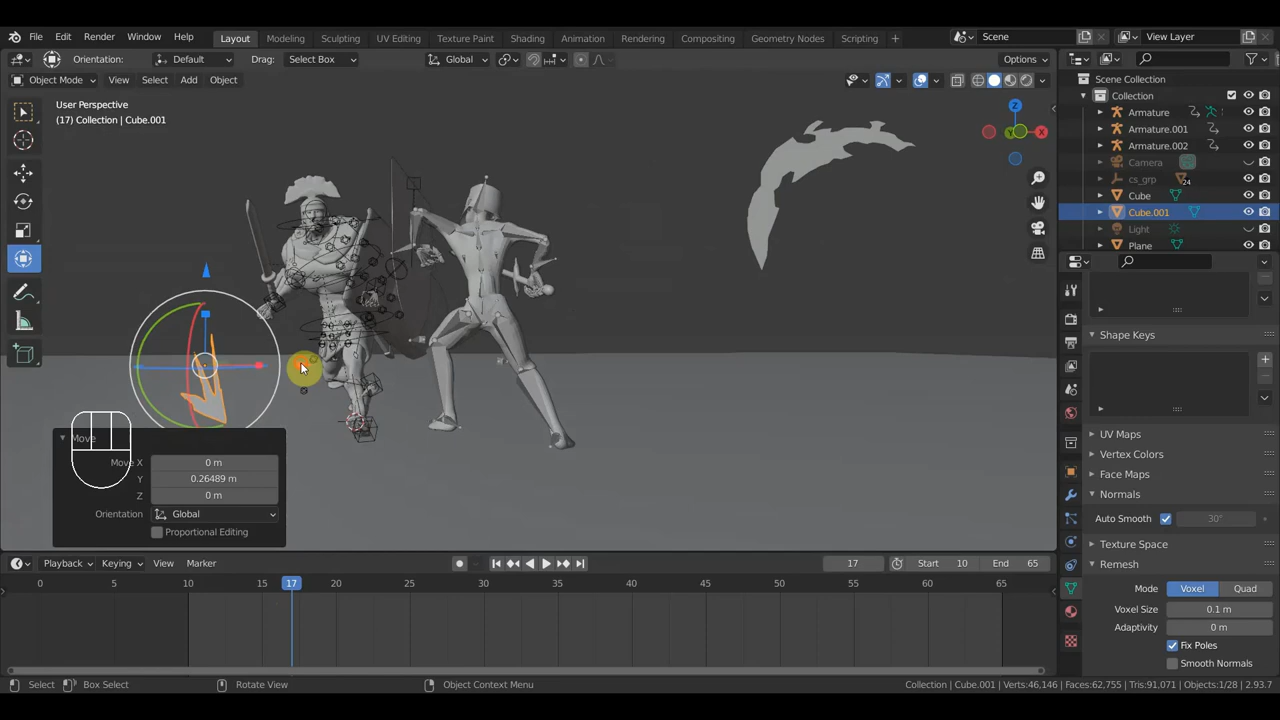 File Edit Render Window Help Layout Modeling Sculpting UV Editing Texture Paint Shading Animation Rendering Compositing Geometry Nodes Scripting + Scene View Layer
Orientation: Default Drag: Select Box Global Options
Object Mode View Select Add Object
User Perspective
(17) Collection | Cube.001
Z
X
Y
Scene Collection
Collection
Armature
Armature.001
Armature.002
Camera
cs_grp 24
Cube
Cube.001
Light
Plane
Shape Keys
UV Maps
Vertex Colors
Face Maps
Normals
Auto Smooth 30°
Texture Space
Remesh
Mode Voxel Quad
Voxel Size 0.1 m
Adaptivity 0 m
Fix Poles
Smooth Normals
Move
Move X 0 m
Y 0.26489 m
Z 0 m
Orientation Global
Proportional Editing
Playback Keying View Marker 17 Start 10 End 65
0 5 10 15 17 20 25 30 35 40 45 50 55 60 65
Select Box Select Rotate View Object Context Menu Collection | Cube.001 | Verts:46,146 | Faces:62,755 | Tris:91,071 | Objects:1/28 | 2.93.7